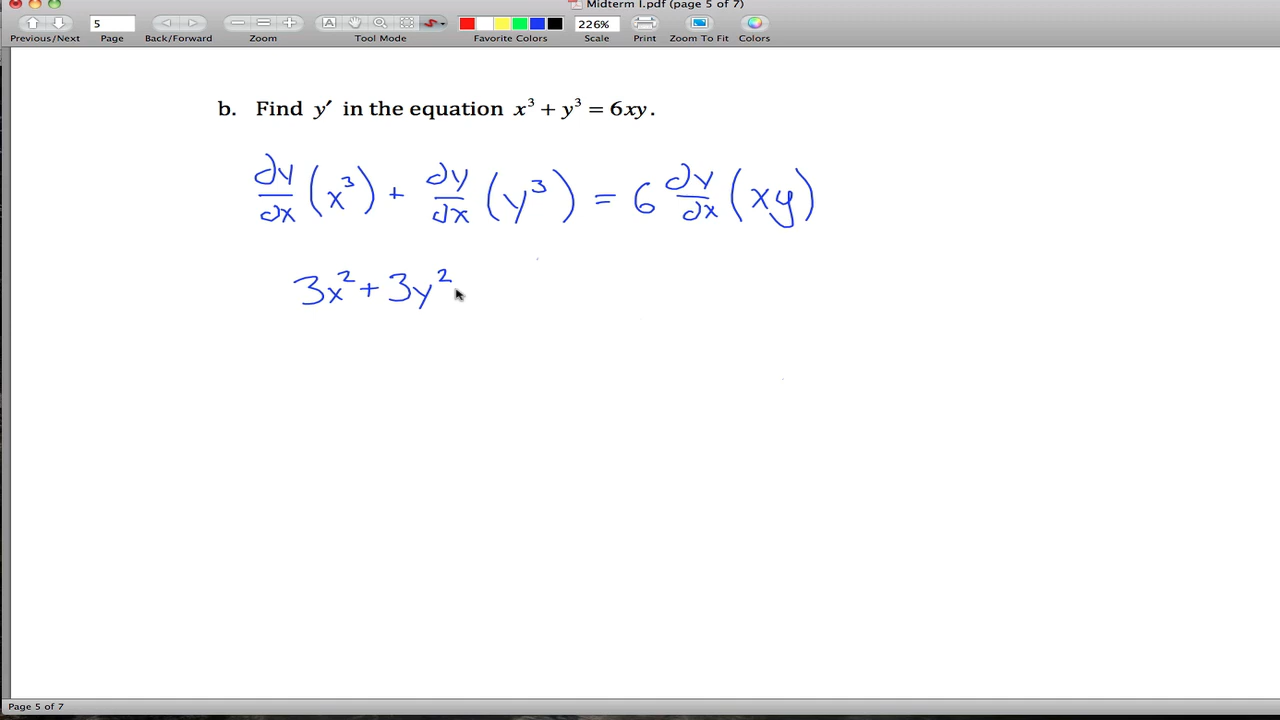 Midterm I.pdf (page 5 of 7)
5 A 226%
Previous/Next Page Back/Forward Zoom Tool Mode Favorite Colors Scale Print Zoom To Fit Colors
b. Find y′ in the equation x³ + y³ = 6xy.
dy/dx (x³) + dy/dx (y³) = 6 dy/dx (xy)
3x² + 3y²
Page 5 of 7